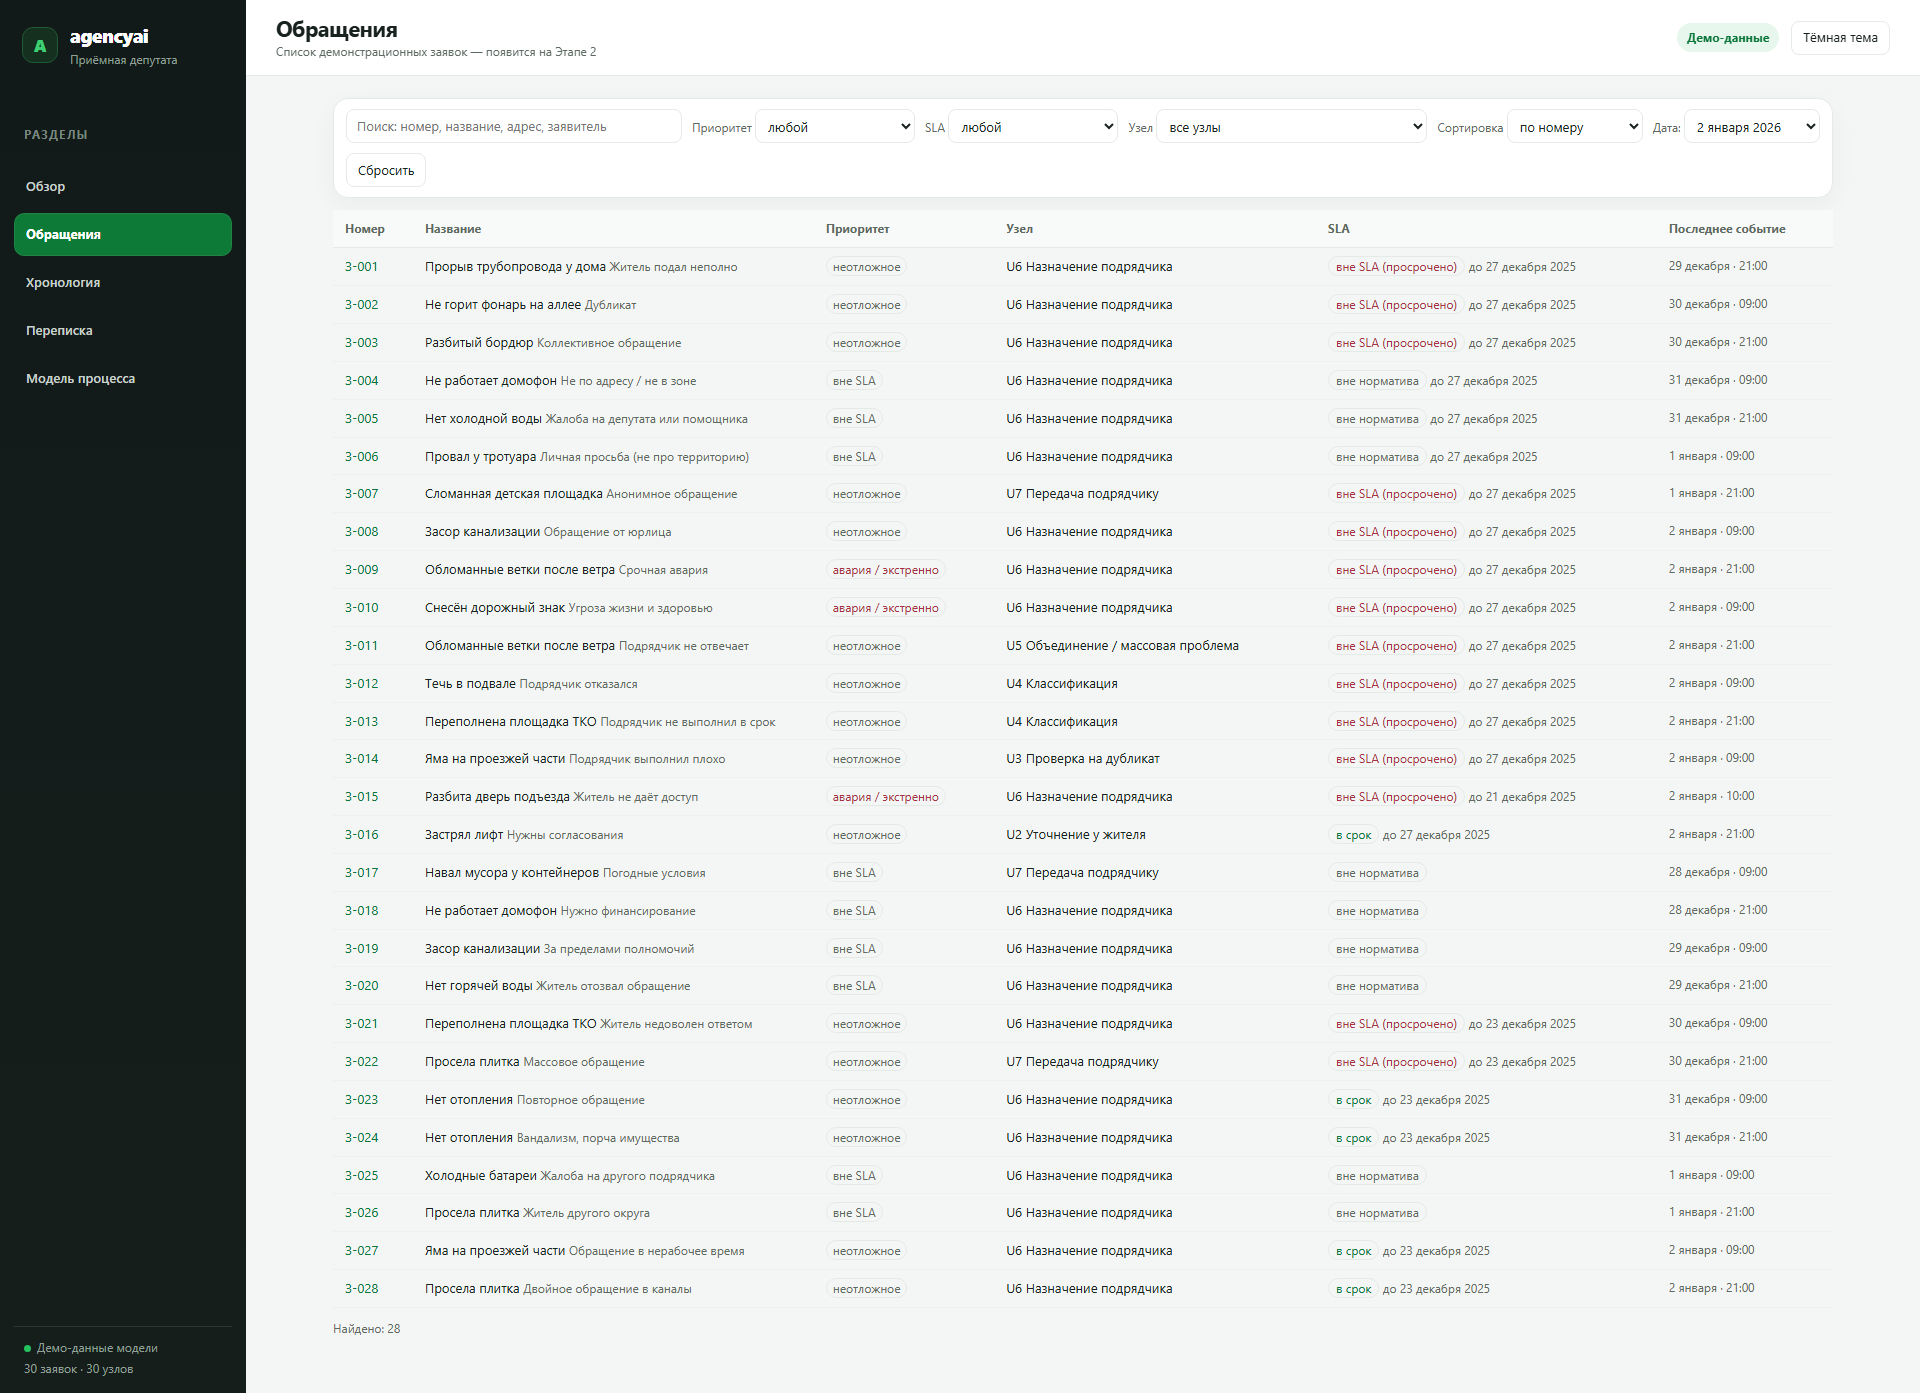 A
agencyai
Приёмная депутата
РАЗДЕЛЫ
Обзор
Обращения
Хронология
Переписка
Модель процесса
Демо-данные модели
30 заявок · 30 узлов
Обращения
Список демонстрационных заявок — появится на Этапе 2
Демо-данные
Тёмная тема
Поиск: номер, название, адрес, заявитель
Приоритет любой SLA любой Узел все узлы Сортировка по номеру Дата: 2 января 2026
Сбросить
Номер Название Приоритет Узел SLA Последнее событие
З-001 Прорыв трубопровода у дома Житель подал неполно неотложное U6 Назначение подрядчика вне SLA (просрочено) до 27 декабря 2025 29 декабря · 21:00
З-002 Не горит фонарь на аллее Дубликат неотложное U6 Назначение подрядчика вне SLA (просрочено) до 27 декабря 2025 30 декабря · 09:00
З-003 Разбитый бордюр Коллективное обращение неотложное U6 Назначение подрядчика вне SLA (просрочено) до 27 декабря 2025 30 декабря · 21:00
З-004 Не работает домофон Не по адресу / не в зоне вне SLA U6 Назначение подрядчика вне норматива до 27 декабря 2025 31 декабря · 09:00
З-005 Нет холодной воды Жалоба на депутата или помощника вне SLA U6 Назначение подрядчика вне норматива до 27 декабря 2025 31 декабря · 21:00
З-006 Провал у тротуара Личная просьба (не про территорию) вне SLA U6 Назначение подрядчика вне норматива до 27 декабря 2025 1 января · 09:00
З-007 Сломанная детская площадка Анонимное обращение неотложное U7 Передача подрядчику вне SLA (просрочено) до 27 декабря 2025 1 января · 21:00
З-008 Засор канализации Обращение от юрлица неотложное U6 Назначение подрядчика вне SLA (просрочено) до 27 декабря 2025 2 января · 09:00
З-009 Обломанные ветки после ветра Срочная авария авария / экстренно U6 Назначение подрядчика вне SLA (просрочено) до 27 декабря 2025 2 января · 21:00
З-010 Снесён дорожный знак Угроза жизни и здоровью авария / экстренно U6 Назначение подрядчика вне SLA (просрочено) до 27 декабря 2025 2 января · 09:00
З-011 Обломанные ветки после ветра Подрядчик не отвечает неотложное U5 Объединение / массовая проблема вне SLA (просрочено) до 27 декабря 2025 2 января · 21:00
З-012 Течь в подвале Подрядчик отказался неотложное U4 Классификация вне SLA (просрочено) до 27 декабря 2025 2 января · 09:00
З-013 Переполнена площадка ТКО Подрядчик не выполнил в срок неотложное U4 Классификация вне SLA (просрочено) до 27 декабря 2025 2 января · 21:00
З-014 Яма на проезжей части Подрядчик выполнил плохо неотложное U3 Проверка на дубликат вне SLA (просрочено) до 27 декабря 2025 2 января · 09:00
З-015 Разбита дверь подъезда Житель не даёт доступ авария / экстренно U6 Назначение подрядчика вне SLA (просрочено) до 21 декабря 2025 2 января · 10:00
З-016 Застрял лифт Нужны согласования неотложное U2 Уточнение у жителя в срок до 27 декабря 2025 2 января · 21:00
З-017 Навал мусора у контейнеров Погодные условия вне SLA U7 Передача подрядчику вне норматива 28 декабря · 09:00
З-018 Не работает домофон Нужно финансирование вне SLA U6 Назначение подрядчика вне норматива 28 декабря · 21:00
З-019 Засор канализации За пределами полномочий вне SLA U6 Назначение подрядчика вне норматива 29 декабря · 09:00
З-020 Нет горячей воды Житель отозвал обращение вне SLA U6 Назначение подрядчика вне норматива 29 декабря · 21:00
З-021 Переполнена площадка ТКО Житель недоволен ответом неотложное U6 Назначение подрядчика вне SLA (просрочено) до 23 декабря 2025 30 декабря · 09:00
З-022 Просела плитка Массовое обращение неотложное U7 Передача подрядчику вне SLA (просрочено) до 23 декабря 2025 30 декабря · 21:00
З-023 Нет отопления Повторное обращение неотложное U6 Назначение подрядчика в срок до 23 декабря 2025 31 декабря · 09:00
З-024 Нет отопления Вандализм, порча имущества неотложное U6 Назначение подрядчика в срок до 23 декабря 2025 31 декабря · 21:00
З-025 Холодные батареи Жалоба на другого подрядчика вне SLA U6 Назначение подрядчика вне норматива 1 января · 09:00
З-026 Просела плитка Житель другого округа вне SLA U6 Назначение подрядчика вне норматива 1 января · 21:00
З-027 Яма на проезжей части Обращение в нерабочее время неотложное U6 Назначение подрядчика в срок до 23 декабря 2025 2 января · 09:00
З-028 Просела плитка Двойное обращение в каналы неотложное U6 Назначение подрядчика в срок до 23 декабря 2025 2 января · 21:00
Найдено: 28